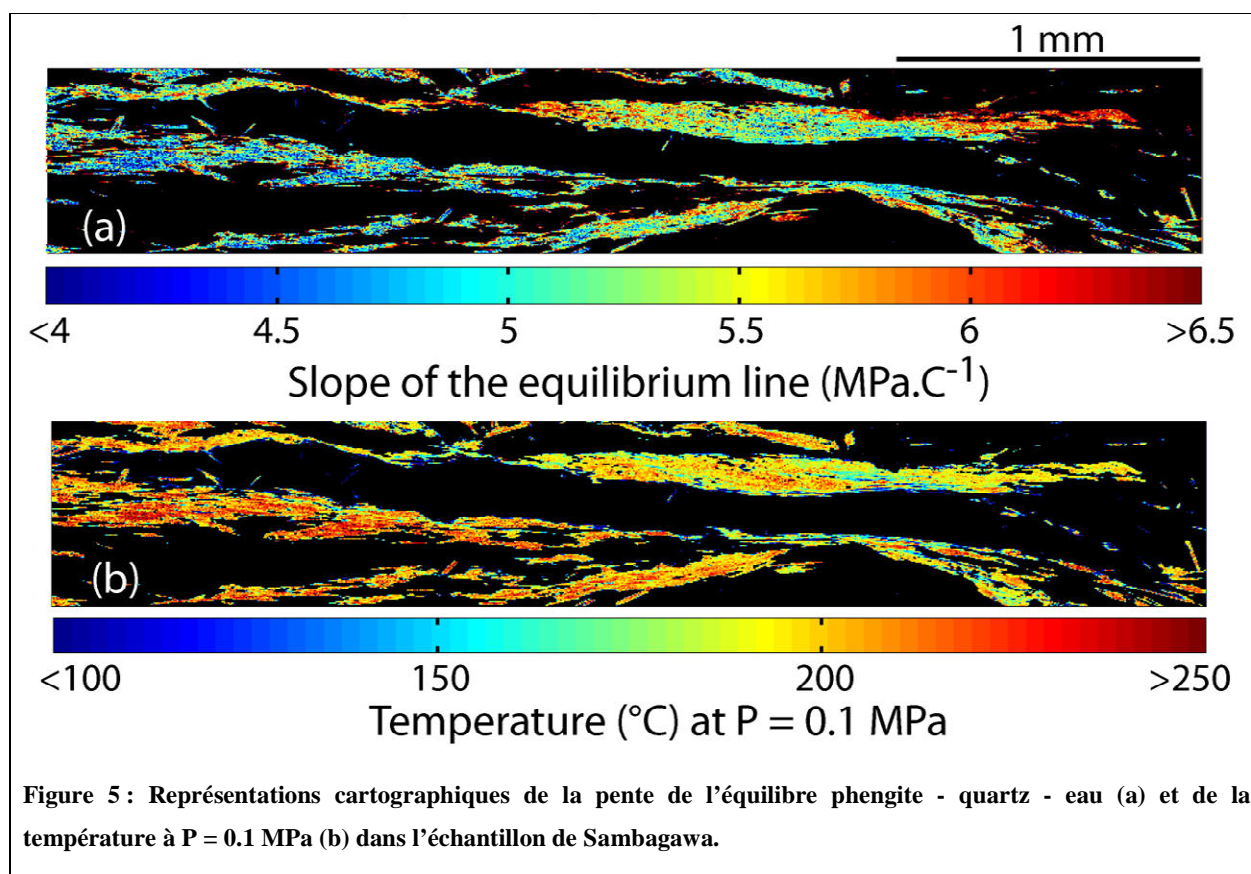 1 mm
(a)
<4 4.5 5 5.5 6 >6.5
Slope of the equilibrium line (MPa.C⁻¹)
(b)
<100 150 200 >250
Temperature (°C) at P = 0.1 MPa
Figure 5 : Représentations cartographiques de la pente de l’équilibre phengite - quartz - eau (a) et de la
température à P = 0.1 MPa (b) dans l’échantillon de Sambagawa.